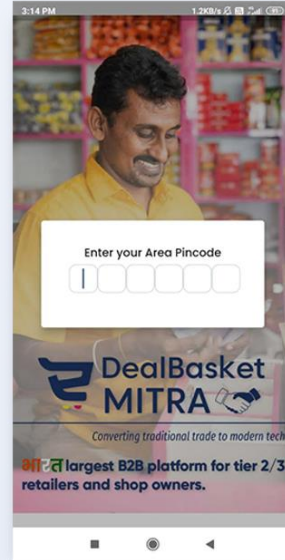 3:14 PM 1.2KB/s
Enter your Area Pincode
DealBasket
MITRA
Converting traditional trade to modern tech
भारत largest B2B platform for tier 2/3
retailers and shop owners.